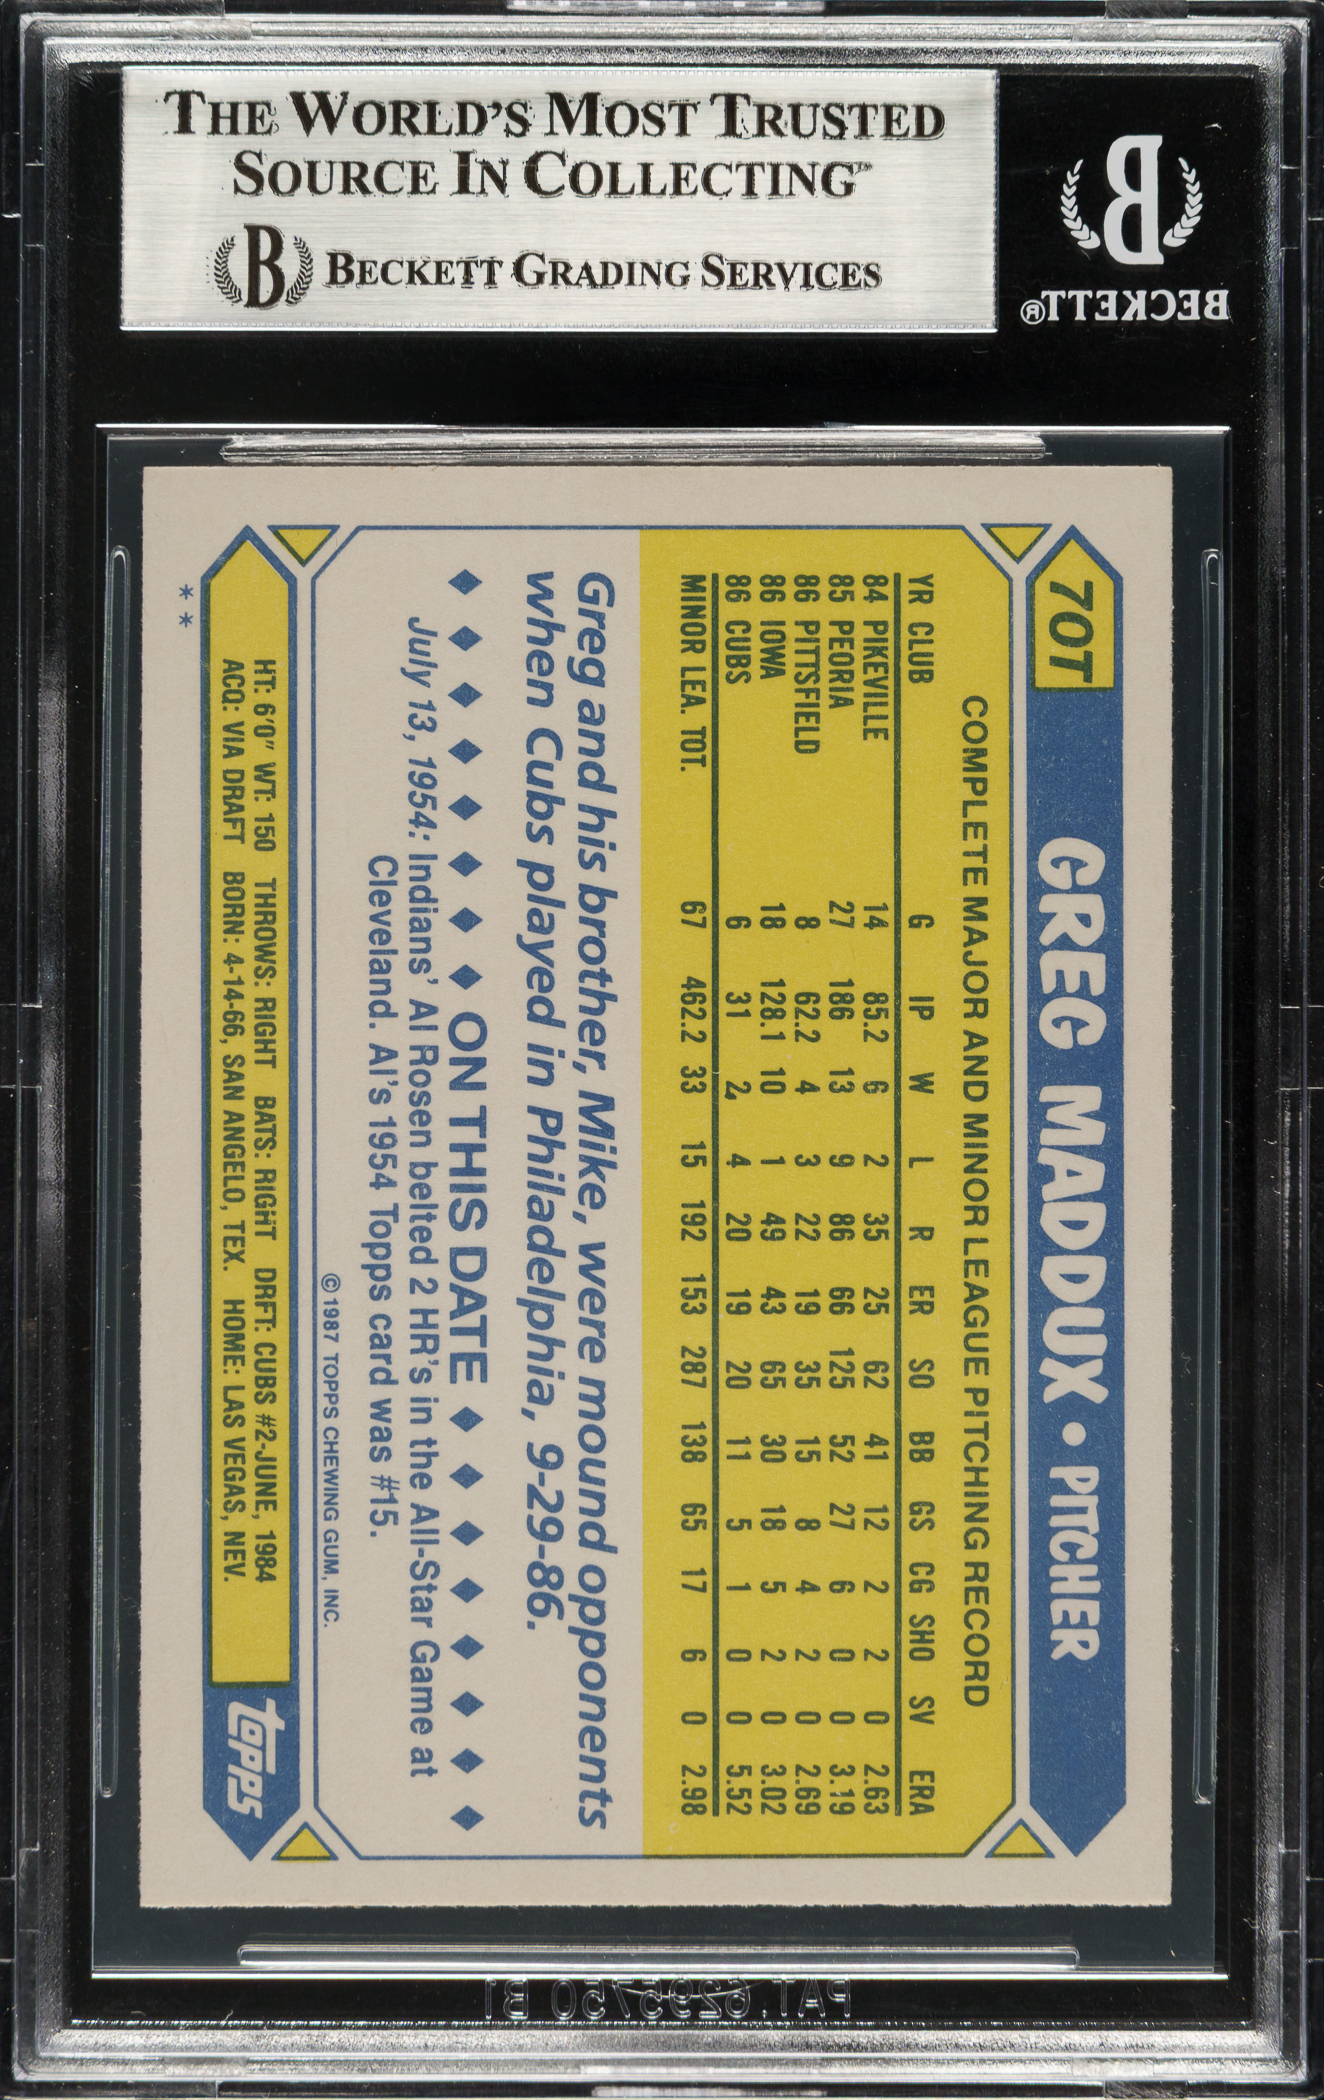 THE WORLD'S MOST TRUSTED
SOURCE IN COLLECTING™
B BECKETT GRADING SERVICES
B
BECKETT®
70T GREG MADDUX • PITCHER
COMPLETE MAJOR AND MINOR LEAGUE PITCHING RECORD
YR CLUB G IP W L R ER SO BB GS CG SHO SV ERA
84 PIKEVILLE 14 85.2 6 2 35 25 62 41 12 2 2 0 2.63
85 PEORIA 27 186 13 9 86 66 125 52 27 6 0 0 3.19
86 PITTSFIELD 8 62.2 4 3 22 19 35 15 8 4 2 0 2.69
86 IOWA 18 128.1 10 1 49 43 65 30 18 5 2 0 3.02
86 CUBS 6 31 2 4 20 19 20 11 5 1 0 0 5.52
MINOR LEA. TOT. 67 462.2 33 15 192 153 287 138 65 17 6 0 2.98
Greg and his brother, Mike, were mound opponents
when Cubs played in Philadelphia, 9-29-86.
ON THIS DATE
July 13, 1954: Indians' Al Rosen belted 2 HR's in the All-Star Game at
Cleveland. Al's 1954 Topps card was #15.
©1987 TOPPS CHEWING GUM, INC.
HT: 6'0" WT: 150 THROWS: RIGHT BATS: RIGHT DRFT: CUBS #2-JUNE, 1984
ACQ: VIA DRAFT BORN: 4-14-66, SAN ANGELO, TEX. HOME: LAS VEGAS, NEV.
topps
**
PAT. 6295750 B1